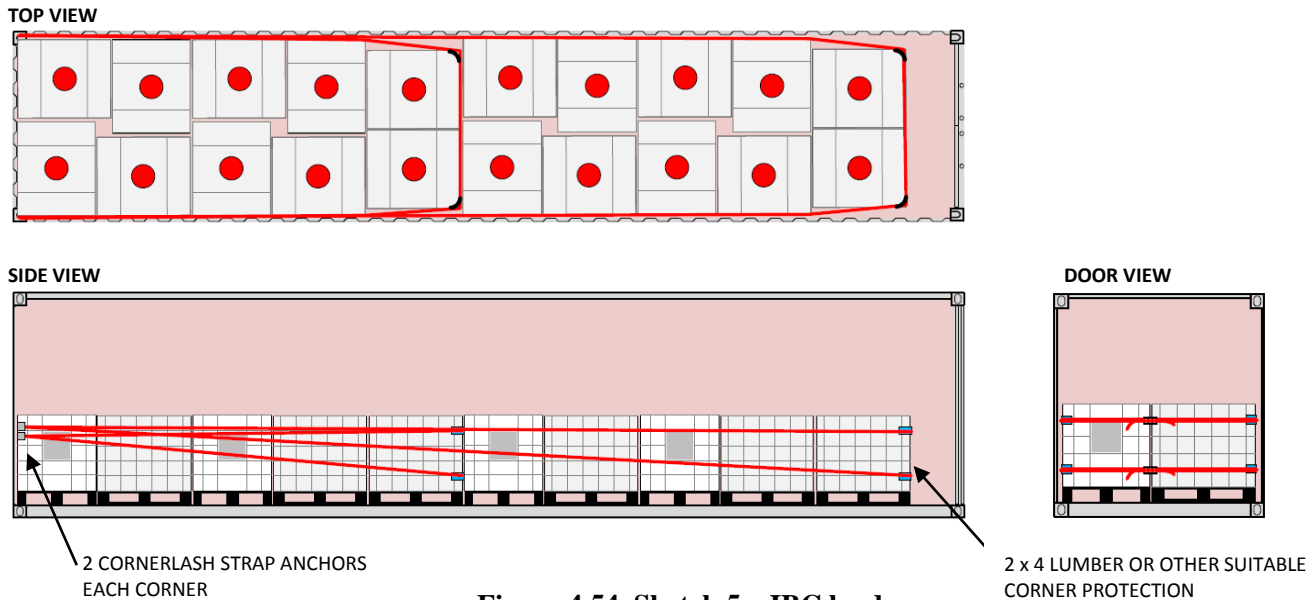 TOP VIEW
SIDE VIEW
DOOR VIEW
2 CORNERLASH STRAP ANCHORS
EACH CORNER
2 x 4 LUMBER OR OTHER SUITABLE
CORNER PROTECTION